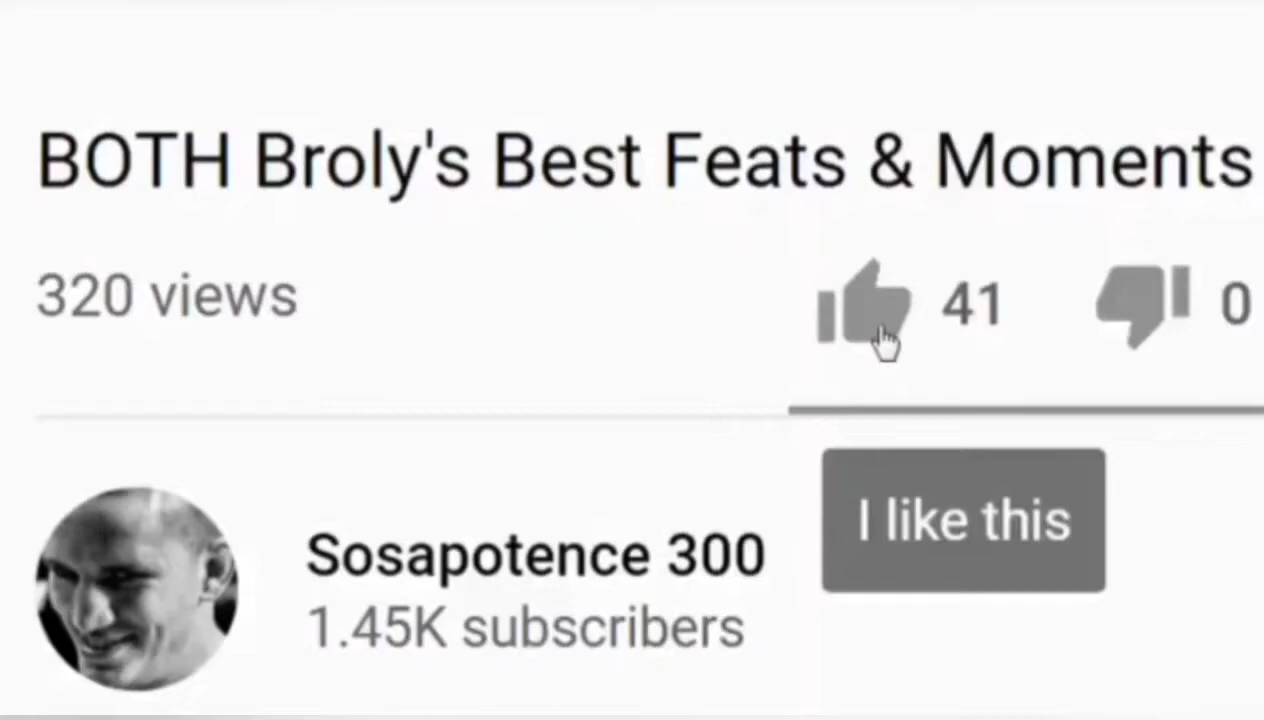 BOTH Broly's Best Feats & Moments
320 views
41
0
I like this
Sosapotence 300
1.45K subscribers